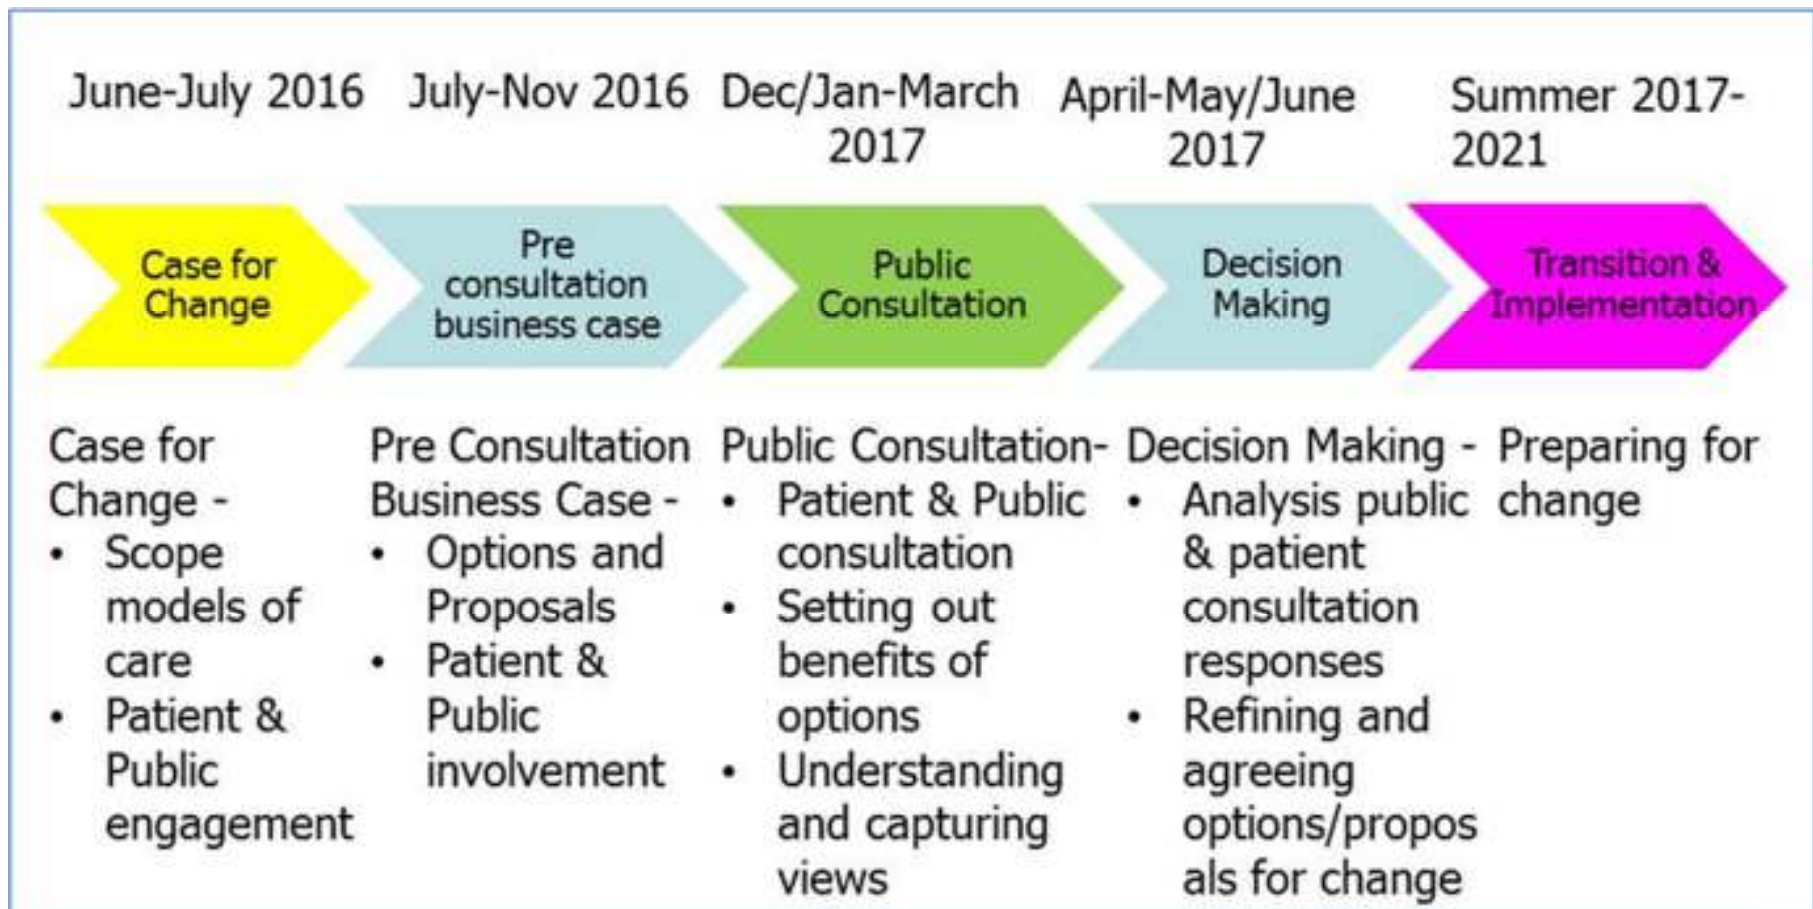 June-July 2016
July-Nov 2016
Dec/Jan-March
2017
April-May/June
2017
Summer 2017-
2021
Case for
Change
Pre
consultation
business case
Public
Consultation
Decision
Making
Transition &
Implementation
Case for
Change -
• Scope
models of
care
• Patient &
Public
engagement
Pre Consultation
Business Case -
• Options and
Proposals
• Patient &
Public
involvement
Public Consultation-
• Patient & Public
consultation
• Setting out
benefits of
options
• Understanding
and capturing
views
Decision Making -
• Analysis public
& patient
consultation
responses
• Refining and
agreeing
options/propos
als for change
Preparing for
change